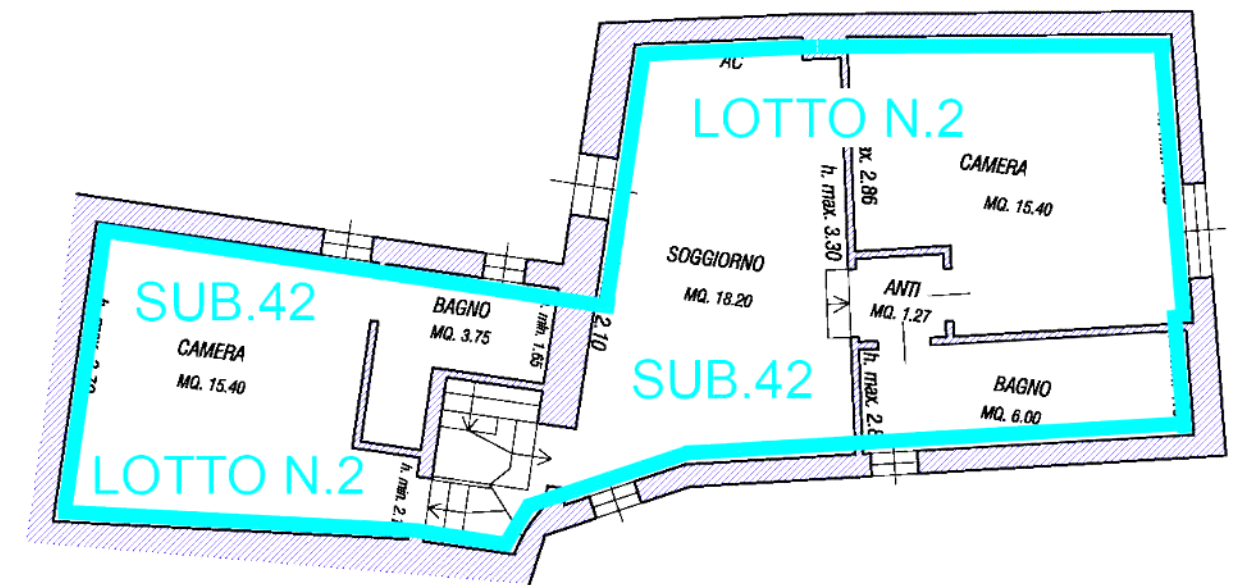 AC
LOTTO N.2
CAMERA
MQ. 15.40
h. max. 3.30
2.86
SOGGIORNO
MQ. 18.20
ANTI
MQ. 1.27
SUB.42
BAGNO
MQ. 3.75
min. 1.65
2.10
CAMERA
MQ. 15.40
SUB.42
BAGNO
MQ. 6.00
h. max.
LOTTO N.2
h. min.